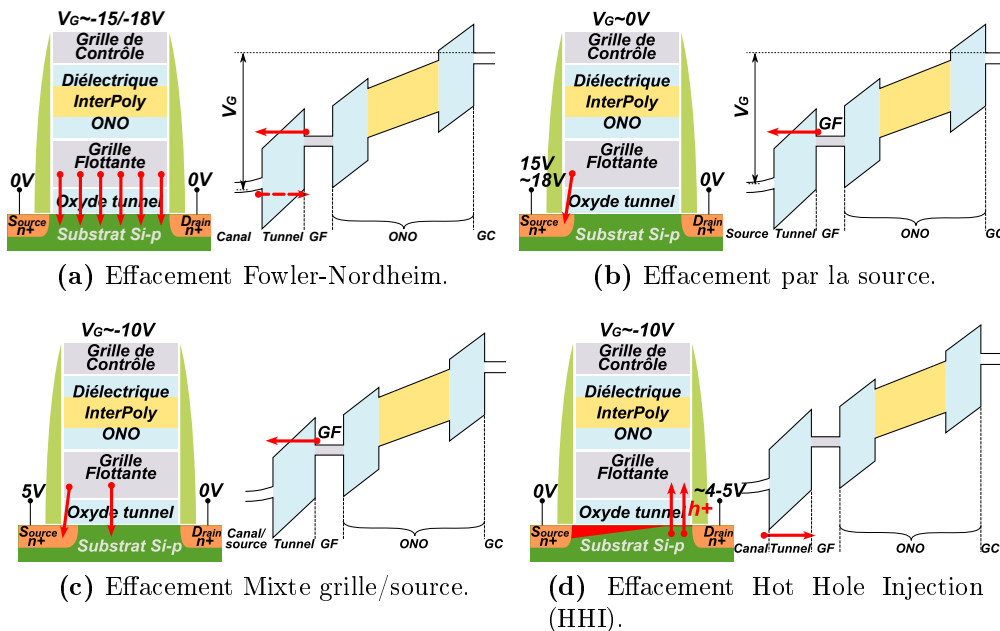 VG~-15/-18V
Grille de
Contrôle
Diélectrique
InterPoly
ONO
Grille
Flottante
0V
0V
Oxyde tunnel
Source
n+
Drain
n+
Substrat Si-p
VG
Canal
Tunnel
GF
ONO
GC
(a) Effacement Fowler-Nordheim.
VG~0V
Grille de
Contrôle
Diélectrique
InterPoly
ONO
Grille
Flottante
15V
~18V
0V
Oxyde tunnel
Source
n+
Drain
n+
Substrat Si-p
VG
GF
Source
Tunnel
GF
ONO
GC
(b) Effacement par la source.
VG~-10V
Grille de
Contrôle
Diélectrique
InterPoly
ONO
Grille
Flottante
5V
0V
Oxyde tunnel
Source
n+
Drain
n+
Substrat Si-p
GF
Canal/
source
Tunnel
GF
ONO
GC
(c) Effacement Mixte grille/source.
VG~-10V
Grille de
Contrôle
Diélectrique
InterPoly
ONO
Grille
Flottante
0V
~4-5V
h+
Oxyde tunnel
Source
n+
Drain
n+
Substrat Si-p
Canal
Tunnel
GF
ONO
GC
(d) Effacement Hot Hole Injection
(HHI).